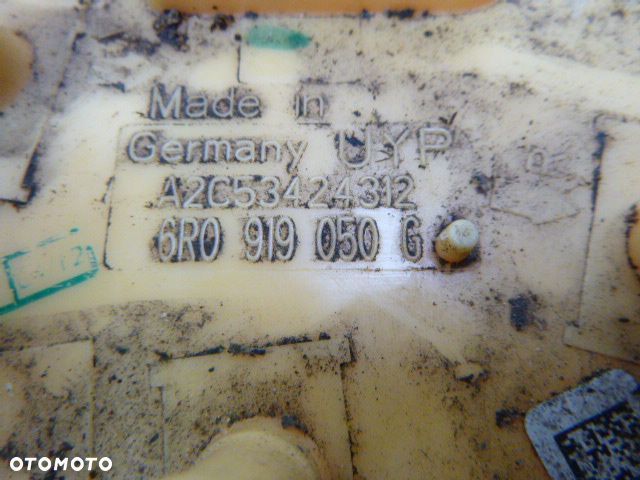 Made in
Germany UYP
A2C53424312
6R0 919 050 G
OTOMOTO